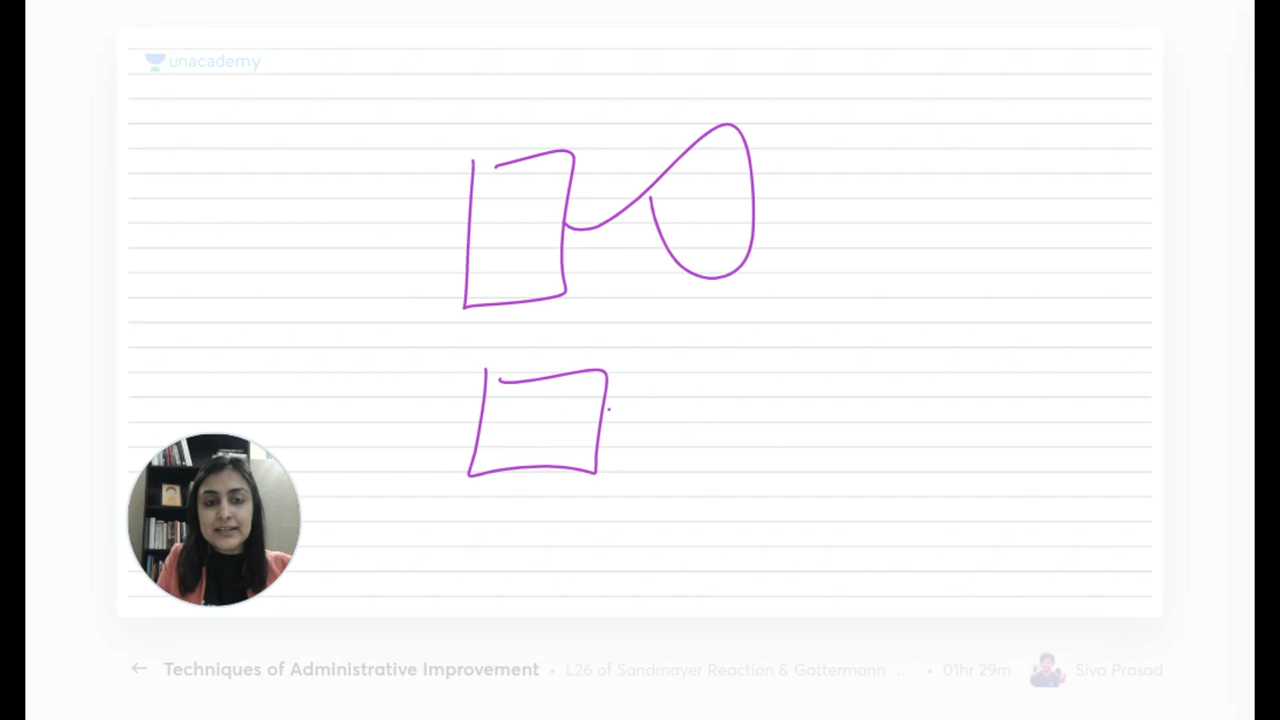 unacademy
← Techniques of Administrative Improvement • L26 of Sandmayer Reaction & Gattermann ... • 01hr 29m Siva Prasad